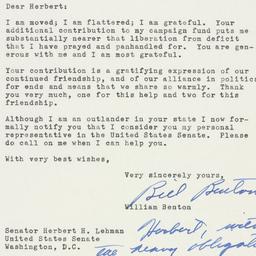 Dear Herbert:
I am moved; I am flattered; I am grateful. Your
additional contribution to my campaign fund puts me
substantially nearer that liberation from deficit
that I have prayed and panhandled for. You are gen-
erous with me and I am most grateful.
Your contribution is a gratifying expression of our
continued friendship, and of our alliance in politics
for ends and means that we share so warmly. Thank
you very much, one for this help and two for this
friendship.
Although I am an outlander in your state I now for-
mally notify you that I consider you my personal
representative in the United States Senate. Please
do call on me when I can help you.
With very best wishes,
Very sincerely yours,
Bill Benton
William Benton
Herbert, with
Senator Herbert H. Lehman
United States Senate
Washington, D.C.
heavy obligat